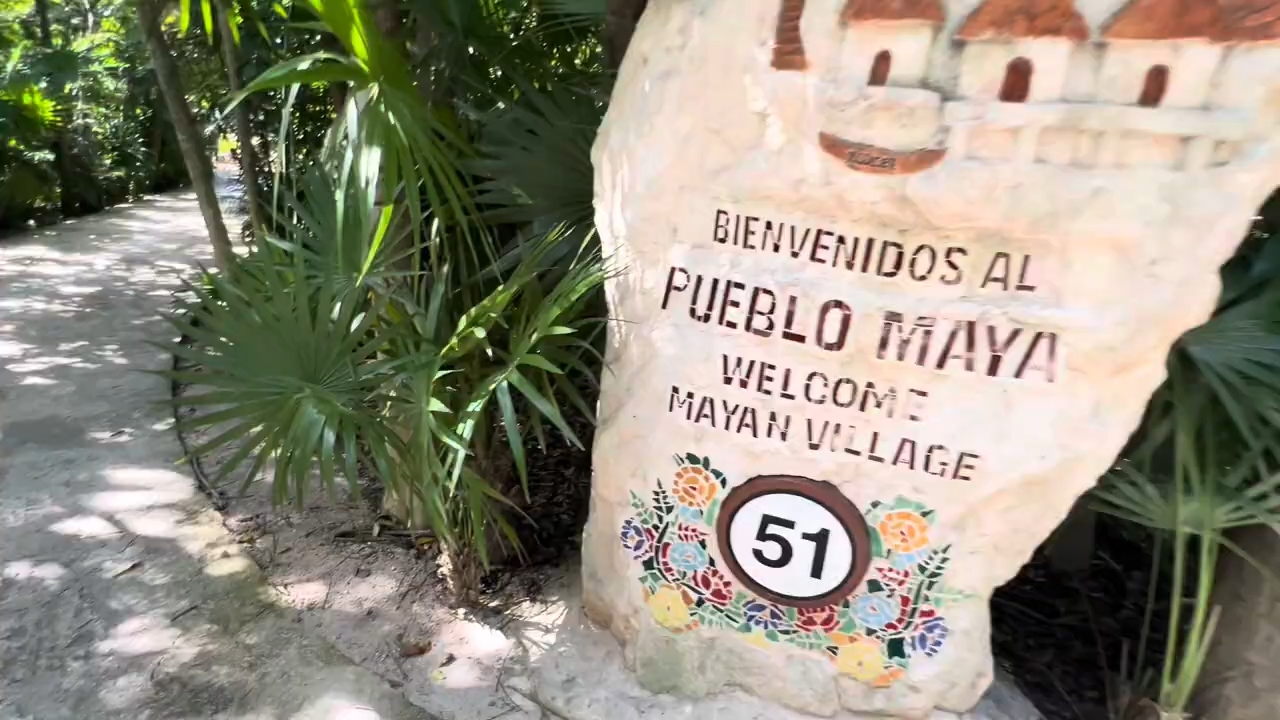 BIENVENIDOS AL
PUEBLO MAYA
WELCOME
MAYAN VILLAGE
51